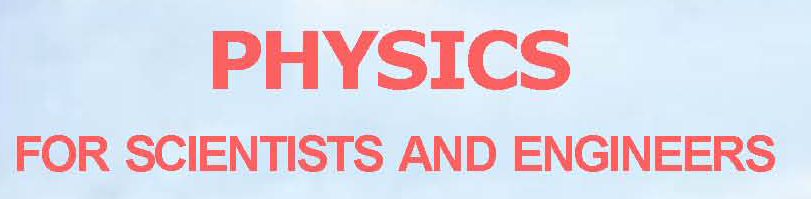 PHYSICS
FOR SCIENTISTS AND ENGINEERS